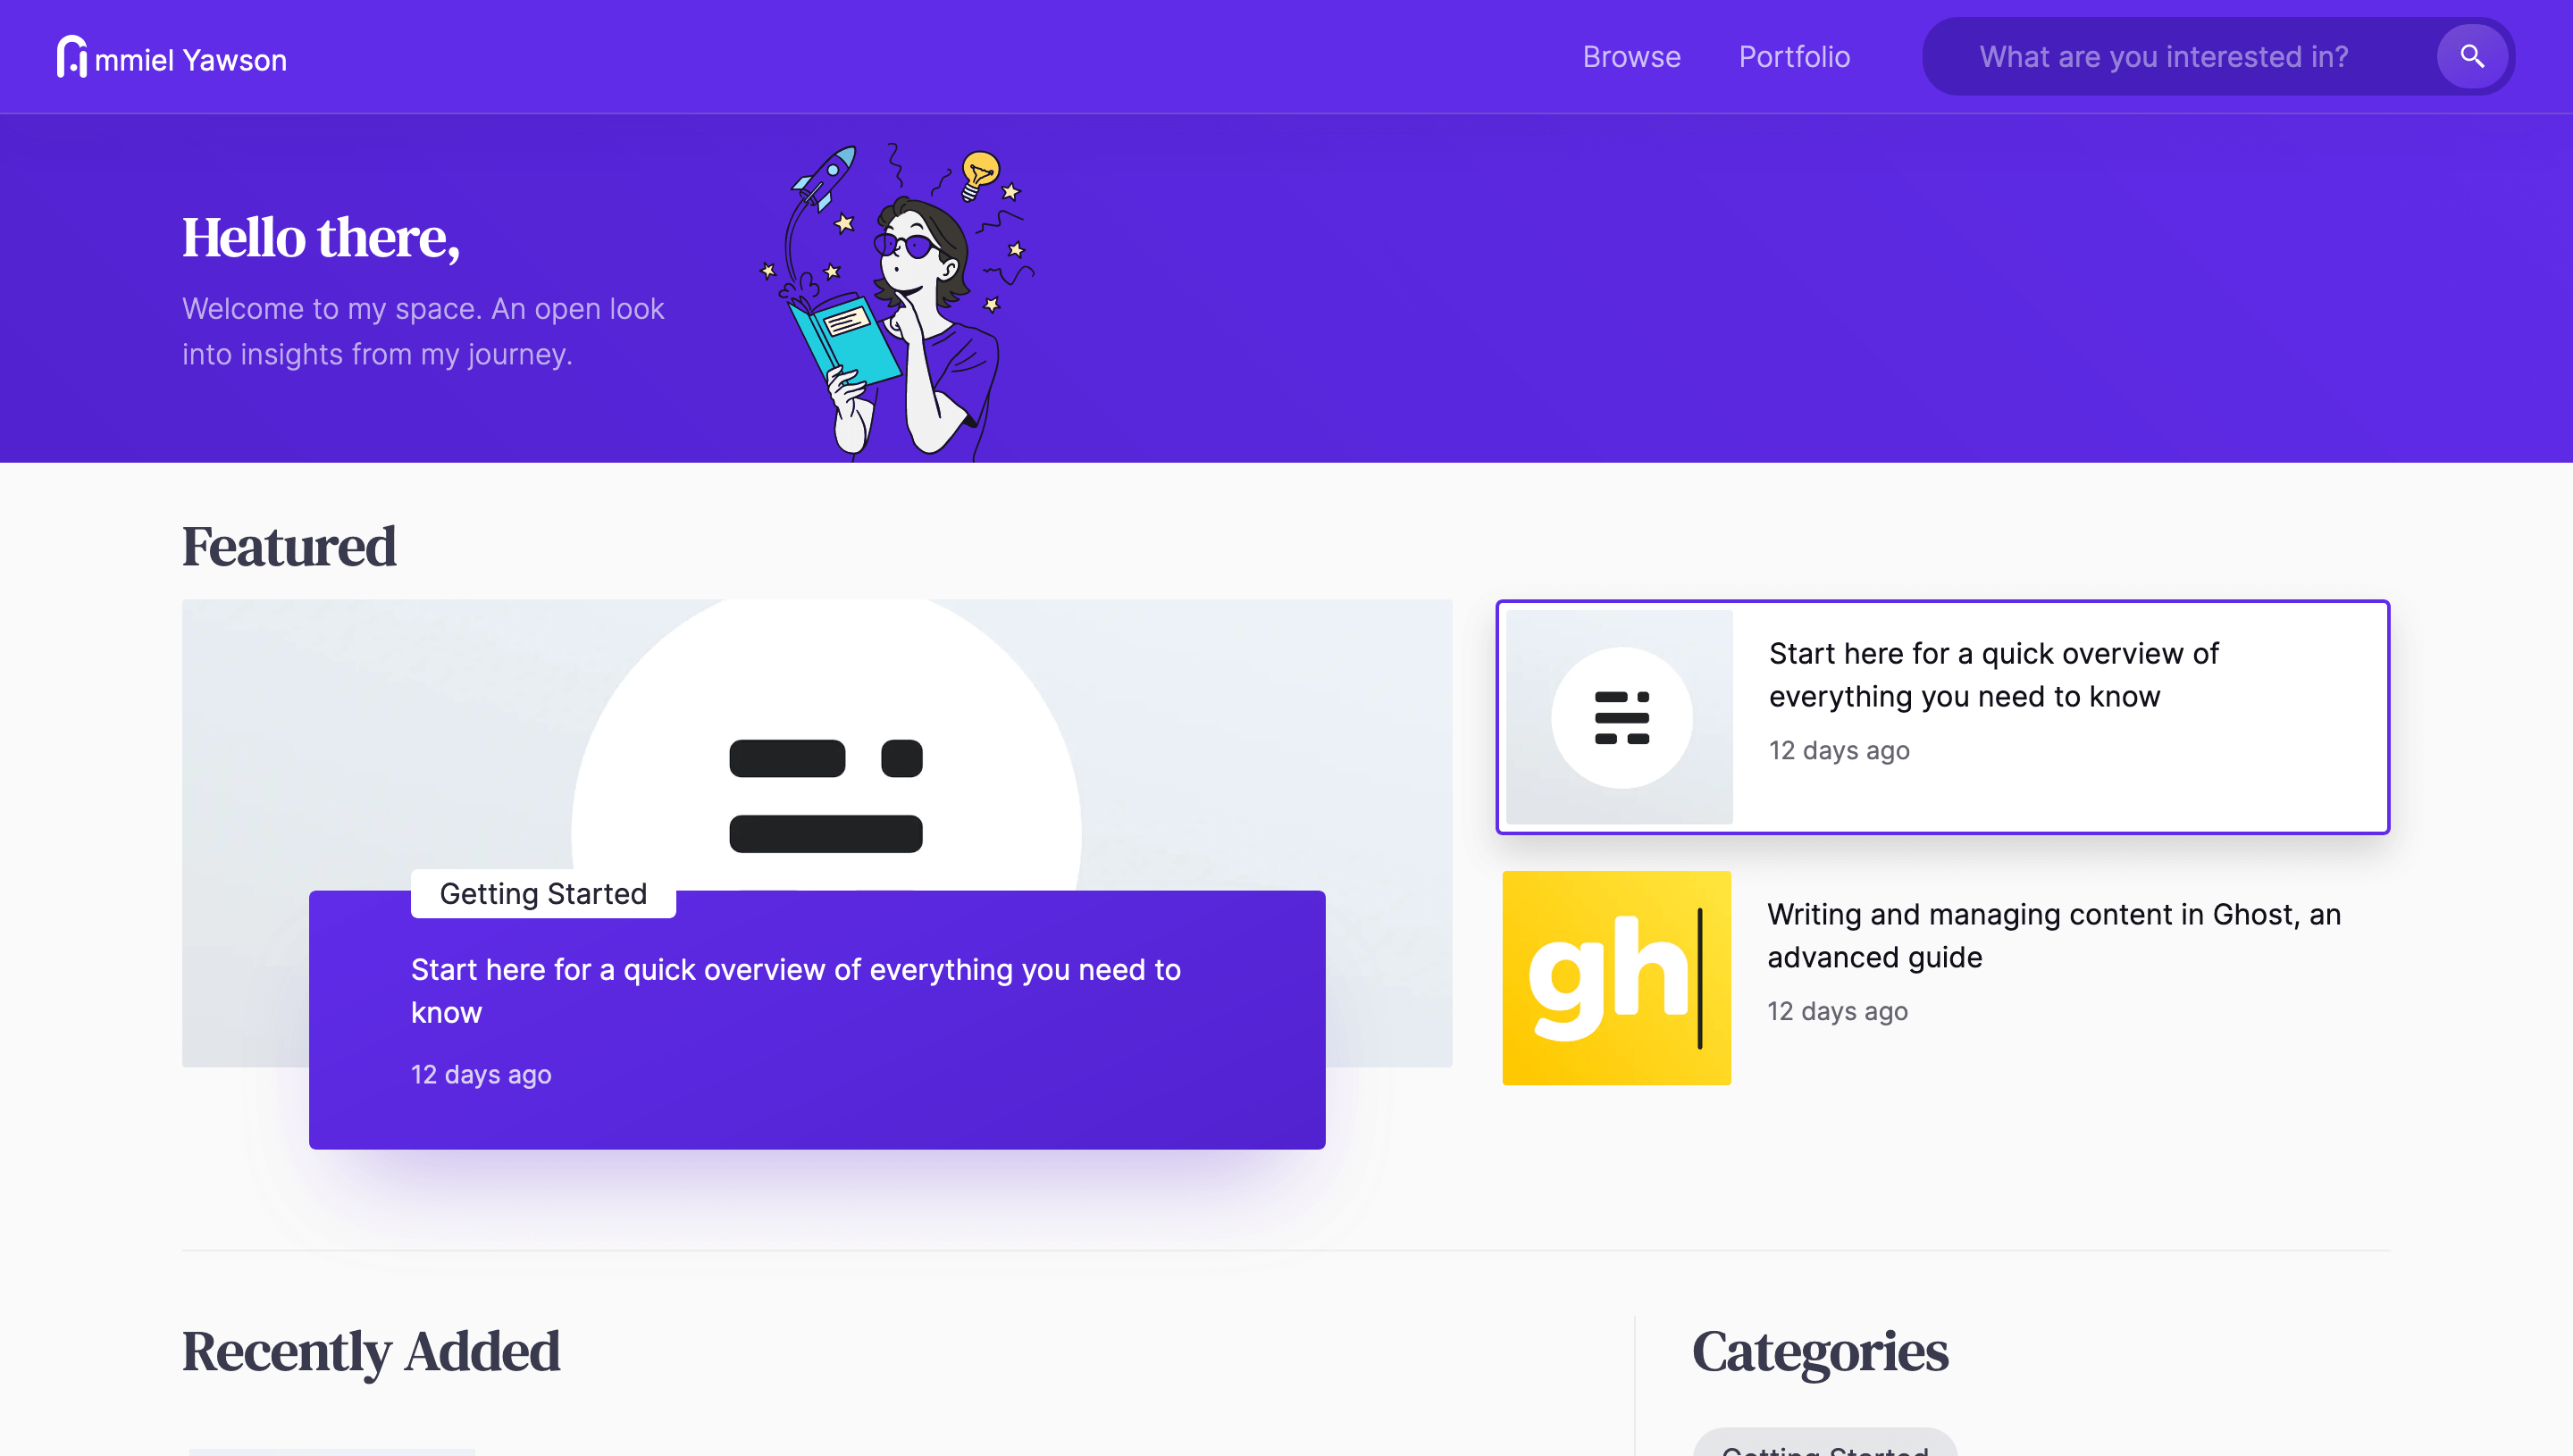 mmiel Yawson
Browse
Portfolio
What are you interested in?
Hello there,
Welcome to my space. An open look
into insights from my journey.
Featured
Getting Started
Start here for a quick overview of everything you need to
know
12 days ago
Start here for a quick overview of
everything you need to know
12 days ago
gh
Writing and managing content in Ghost, an
advanced guide
12 days ago
Recently Added
Categories
Getting Started